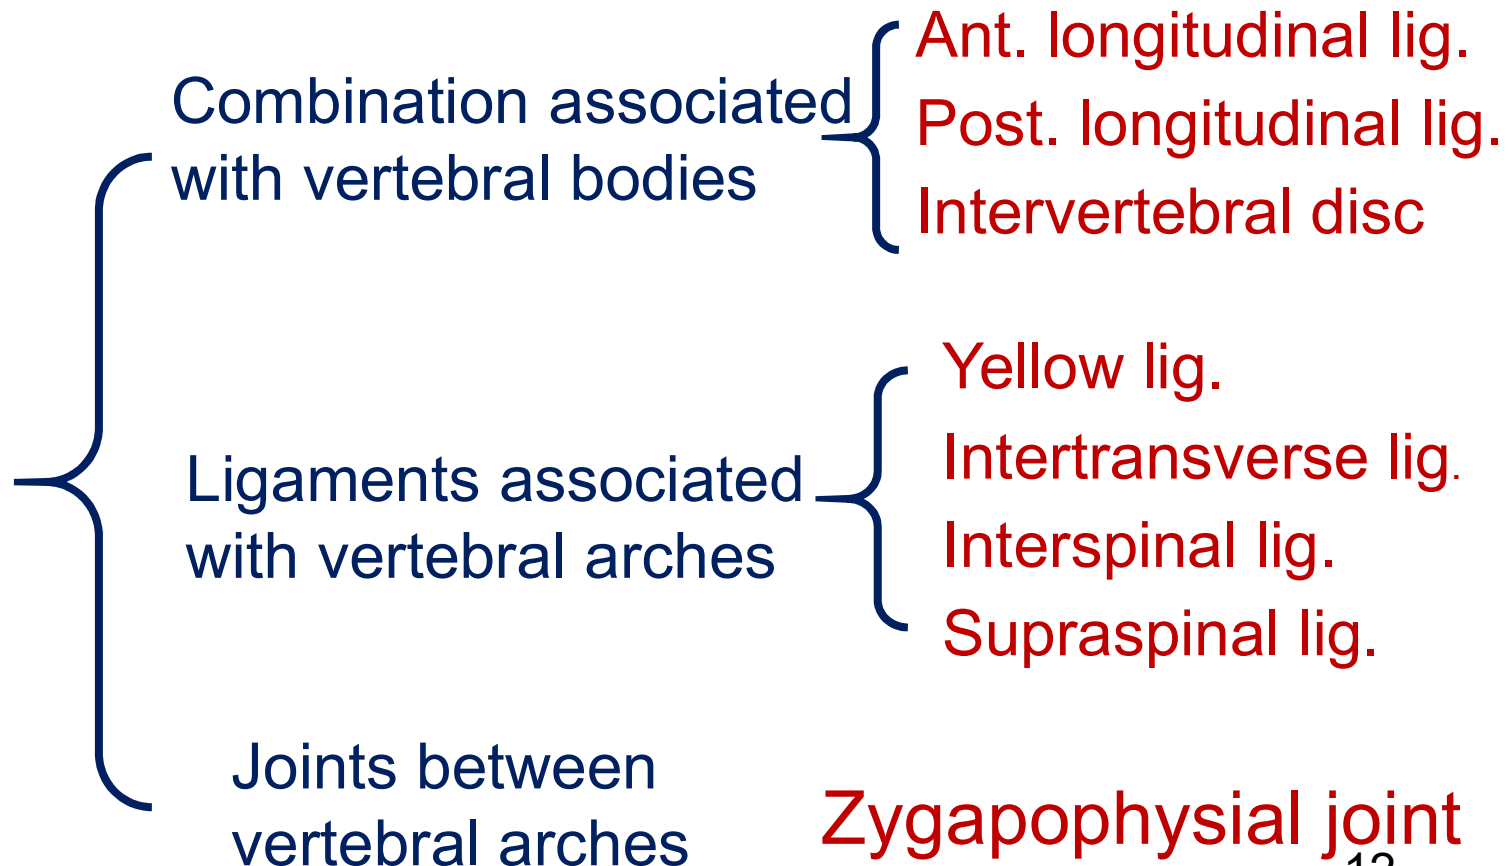 Combination associated
with vertebral bodies
Ant. longitudinal lig.
Post. longitudinal lig.
Intervertebral disc
Ligaments associated
with vertebral arches
Yellow lig.
Intertransverse lig.
Interspinal lig.
Supraspinal lig.
Joints between
vertebral arches
Zygapophysial joint